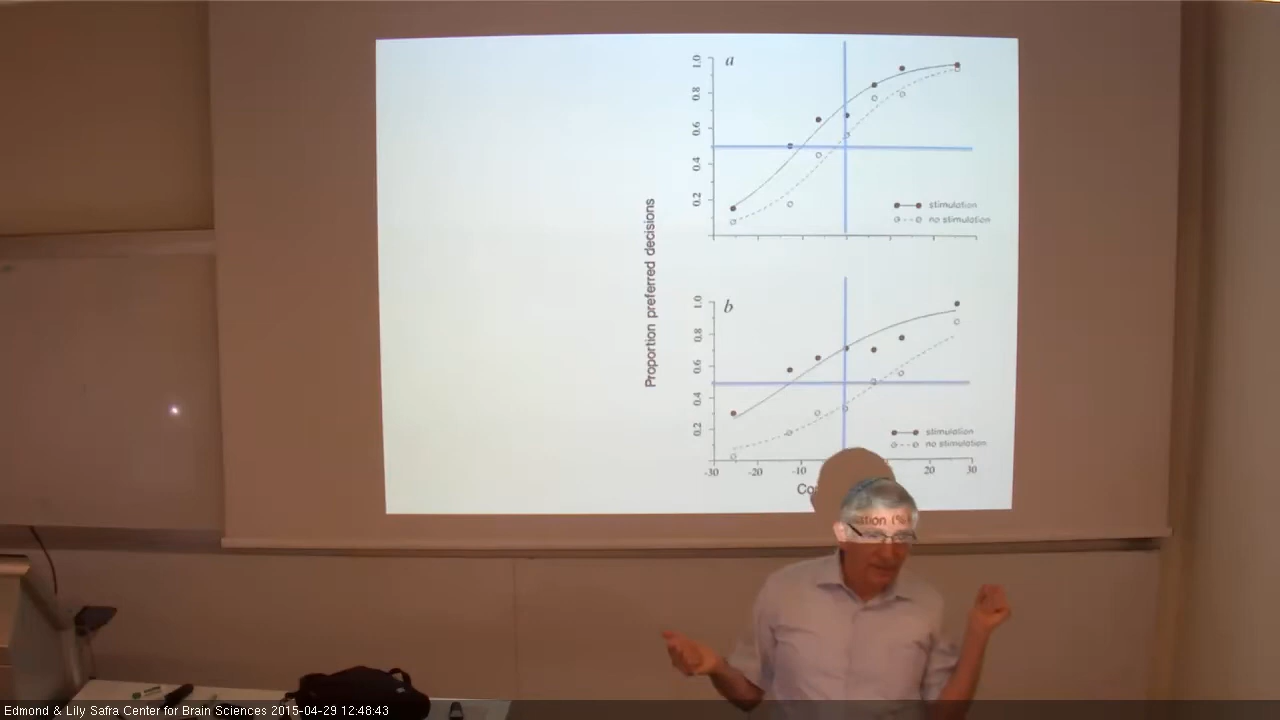 a
1.0
0.8
0.6
0.4
0.2
stimulation
no stimulation
Proportion preferred decisions
b
1.0
0.8
0.6
0.4
0.2
stimulation
no stimulation
-30 -20 -10 20 30
(%)
Edmond & Lily Safra Center for Brain Sciences 2015-04-29 12:48:43